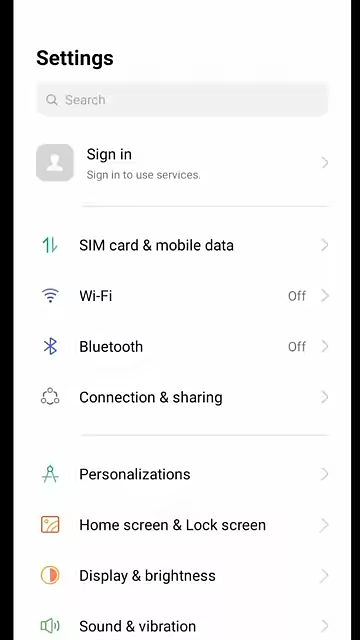 Settings
Search
Sign in
Sign in to use services.
SIM card & mobile data
Wi-Fi Off
Bluetooth Off
Connection & sharing
Personalizations
Home screen & Lock screen
Display & brightness
Sound & vibration